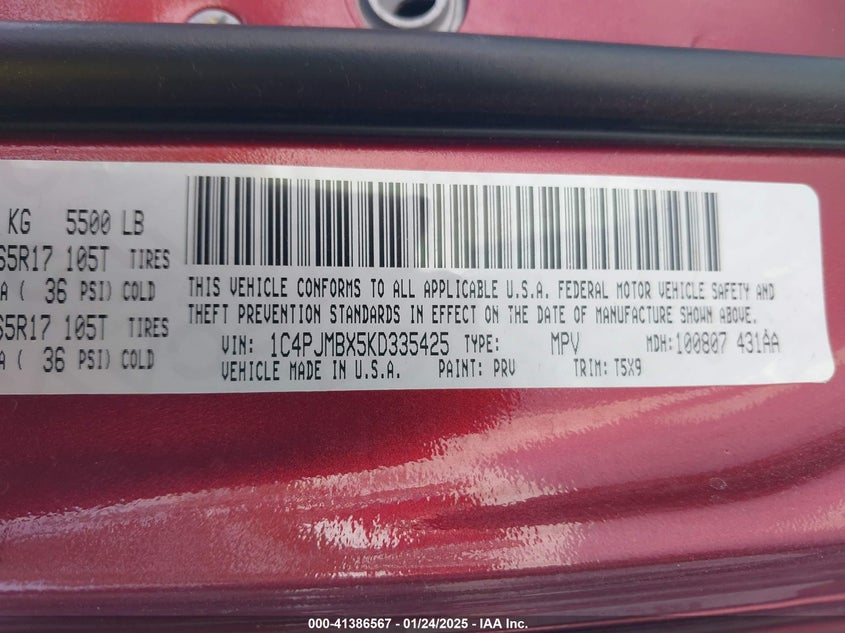 KG 5500 LB
S5R17 105T TIRES
A ( 36 PSI) COLD
S5R17 105T TIRES
A ( 36 PSI) COLD
THIS VEHICLE CONFORMS TO ALL APPLICABLE U.S.A. FEDERAL MOTOR VEHICLE SAFETY AND
THEFT PREVENTION STANDARDS IN EFFECT ON THE DATE OF MANUFACTURE SHOWN ABOVE.
VIN: 1C4PJMBX5KD335425 TYPE: MPV MDH:100807 431AA
VEHICLE MADE IN U.S.A. PAINT: PRV TRIM: T5X9
000-41386567 - 01/24/2025 - IAA Inc.